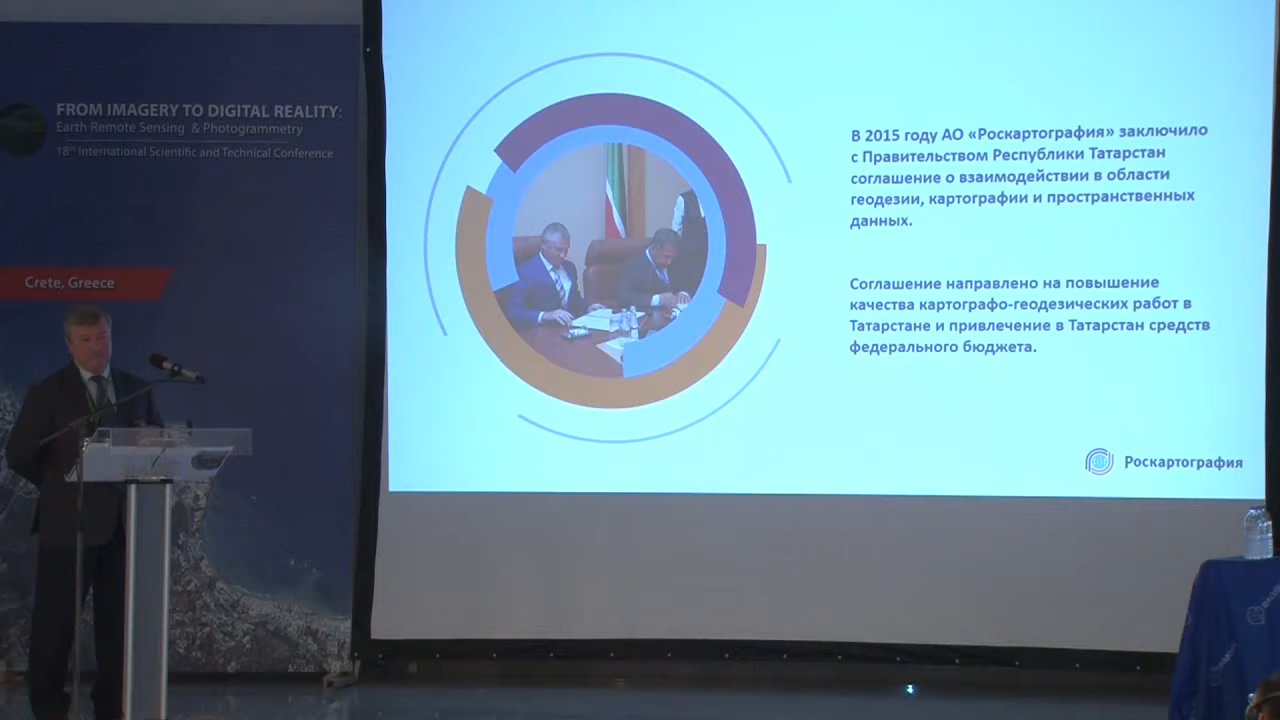 FROM IMAGERY TO DIGITAL REALITY:
Earth Remote Sensing & Photogrammetry
18th International Scientific and Technical Conference
Crete, Greece
В 2015 году АО «Роскартография» заключило
с Правительством Республики Татарстан
соглашение о взаимодействии в области
геодезии, картографии и пространственных
данных.
Соглашение направлено на повышение
качества картографо-геодезических работ в
Татарстане и привлечение в Татарстан средств
федерального бюджета.
Роскартография